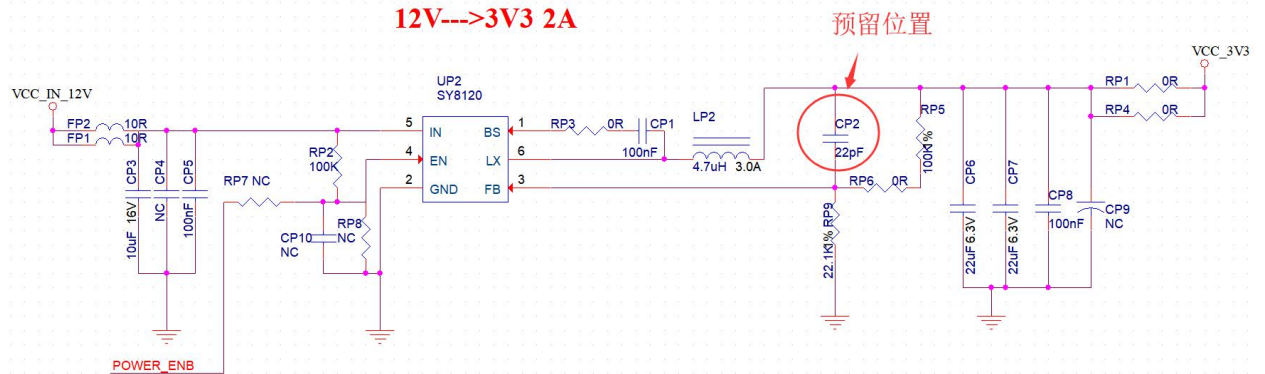 12V--->3V3 2A
预留位置
VCC_3V3
VCC_IN_12V
UP2
SY8120
FP2 10R
FP1 10R
RP2
100K
5 IN
4 EN
2 GND
BS 1
LX 6
FB 3
RP3 0R
CP1
100nF
LP2
4.7uH 3.0A
CP2
22pF
RP5
100K1%
RP6 0R
RP9
22.1K1%
RP1 0R
RP4 0R
CP3
10uF 16V
CP4
NC
CP5
100nF
RP7 NC
CP10
NC
RP8
NC
CP6
22uF 6.3V
CP7
22uF 6.3V
CP8
100nF
CP9
NC
POWER_ENB